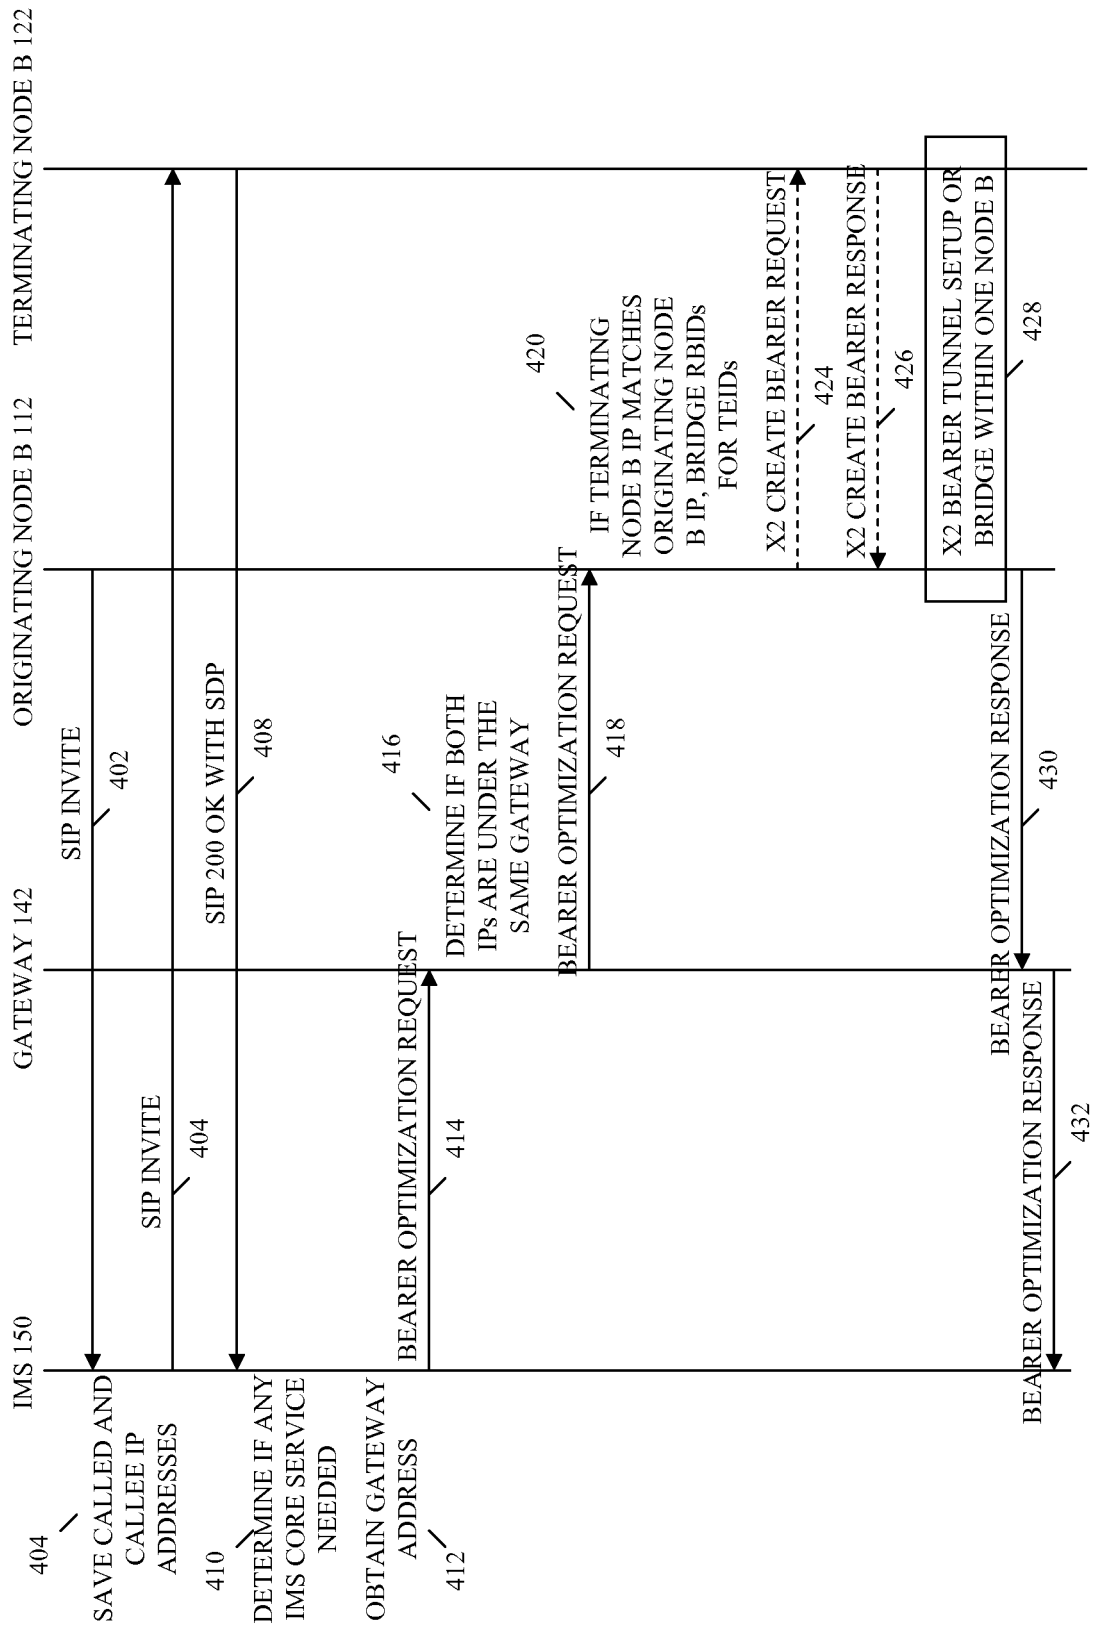 IMS 150
GATEWAY 142
ORIGINATING NODE B 112
TERMINATING NODE B 122
404
SAVE CALLED AND
CALLEE IP
ADDRESSES
SIP INVITE
402
SIP INVITE
404
SIP 200 OK WITH SDP
408
410
DETERMINE IF ANY
IMS CORE SERVICE
NEEDED
OBTAIN GATEWAY
ADDRESS
412
BEARER OPTIMIZATION REQUEST
414
416
DETERMINE IF BOTH
IPs ARE UNDER THE
SAME GATEWAY
BEARER OPTIMIZATION REQUEST
418
420
IF TERMINATING
NODE B IP MATCHES
ORIGINATING NODE
B IP, BRIDGE RBIDs
FOR TEIDs
X2 CREATE BEARER REQUEST
424
X2 CREATE BEARER RESPONSE
426
X2 BEARER TUNNEL SETUP OR
BRIDGE WITHIN ONE NODE B
428
BEARER OPTIMIZATION RESPONSE
430
BEARER OPTIMIZATION RESPONSE
432